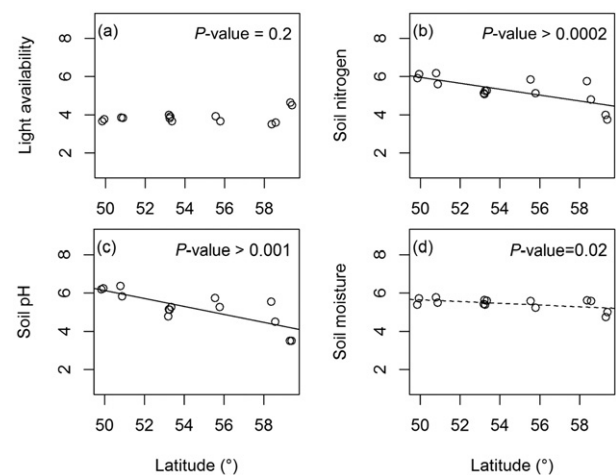 (a)
P-value = 0.2
Light availability
8
6
4
2
50 52 54 56 58
(b)
P-value > 0.0002
Soil nitrogen
8
6
4
2
50 52 54 56 58
(c)
P-value > 0.001
Soil pH
8
6
4
2
50 52 54 56 58
Latitude (°)
(d)
P-value=0.02
Soil moisture
8
6
4
2
50 52 54 56 58
Latitude (°)